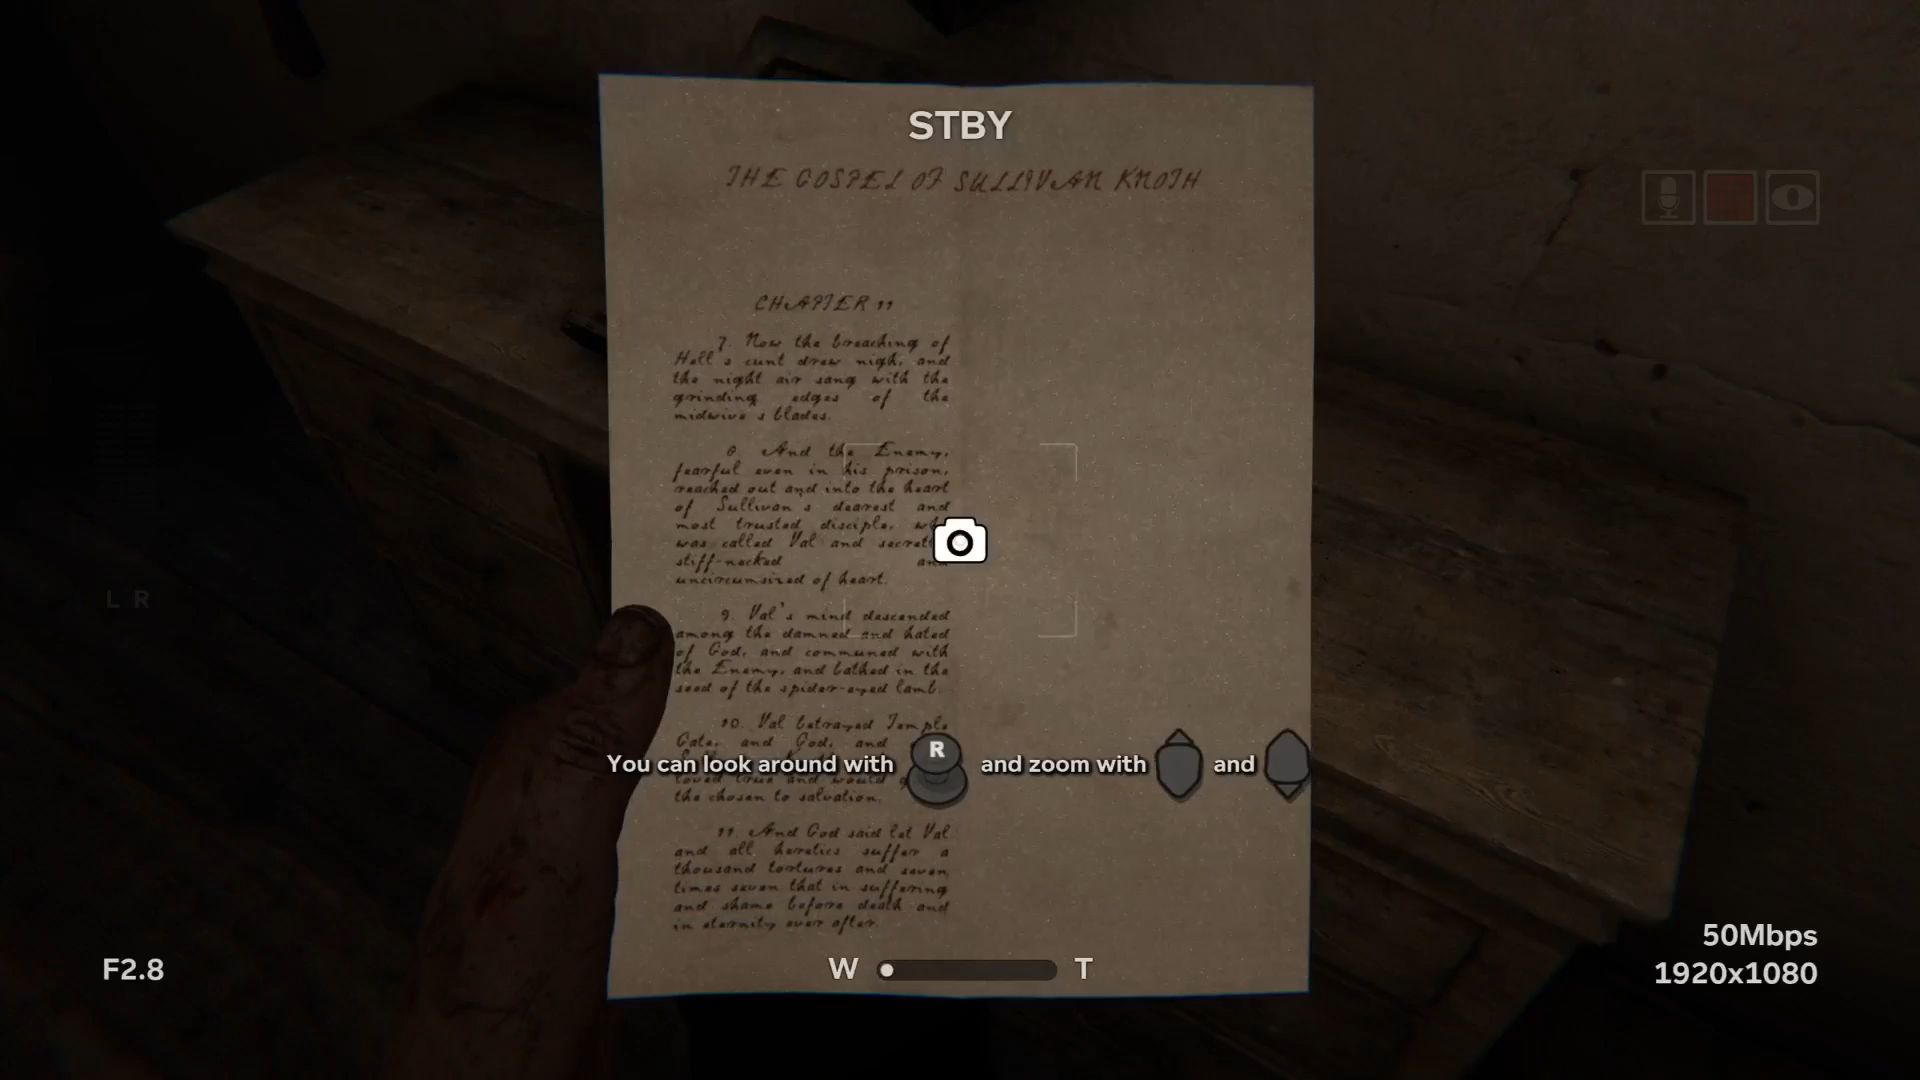 STBY
THE GOSPEL OF SULLIVAN KNOTH
CHAPTER 11
7. Now the breaching of
Hell's cunt drew nigh, and
the night air sang with the
grinding edges of the
midwive's blades.
8. And the Enemy,
fearful even in his prison,
reached out and into the heart
of Sullivan's dearest and
most trusted disciple,
was called Val and
stiff-necked
uncircumsized of heart.
9. Val's mind descended
among the damned and hated
of God, and communed with
the Enemy, and bathed in the
seed of the spider-eyed lamb.
10. Val betrayed Temple
Gate, and God, and
You can look around with R and zoom with and
loved true and would
the chosen to salvation.
11. And God said let Val
and all heretics suffer a
thousand tortures and seven
times seven that in suffering
and shame before death and
in eternity ever after.
L R
F2.8
W T
50Mbps
1920x1080